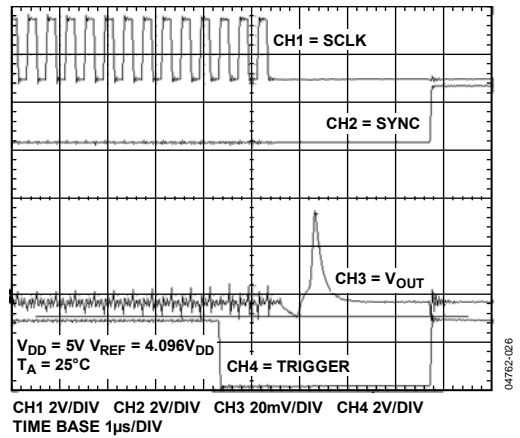 CH1 = SCLK
CH2 = SYNC
CH3 = VOUT
VDD = 5V VREF = 4.096VDD
TA = 25°C
CH4 = TRIGGER
CH1 2V/DIV CH2 2V/DIV CH3 20mV/DIV CH4 2V/DIV
TIME BASE 1μs/DIV
04762-026